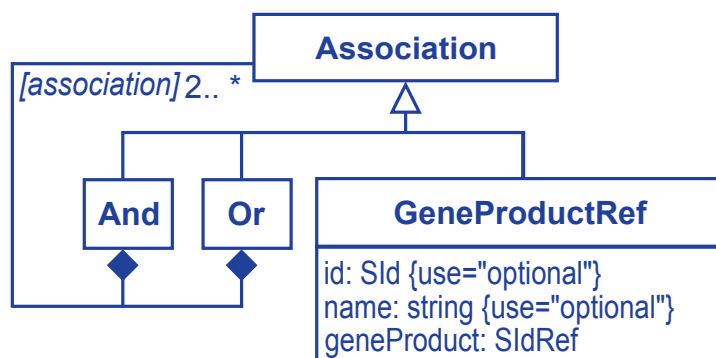 Association
[association] 2.. *
And
Or
GeneProductRef
id: SId {use="optional"}
name: string {use="optional"}
geneProduct: SIdRef